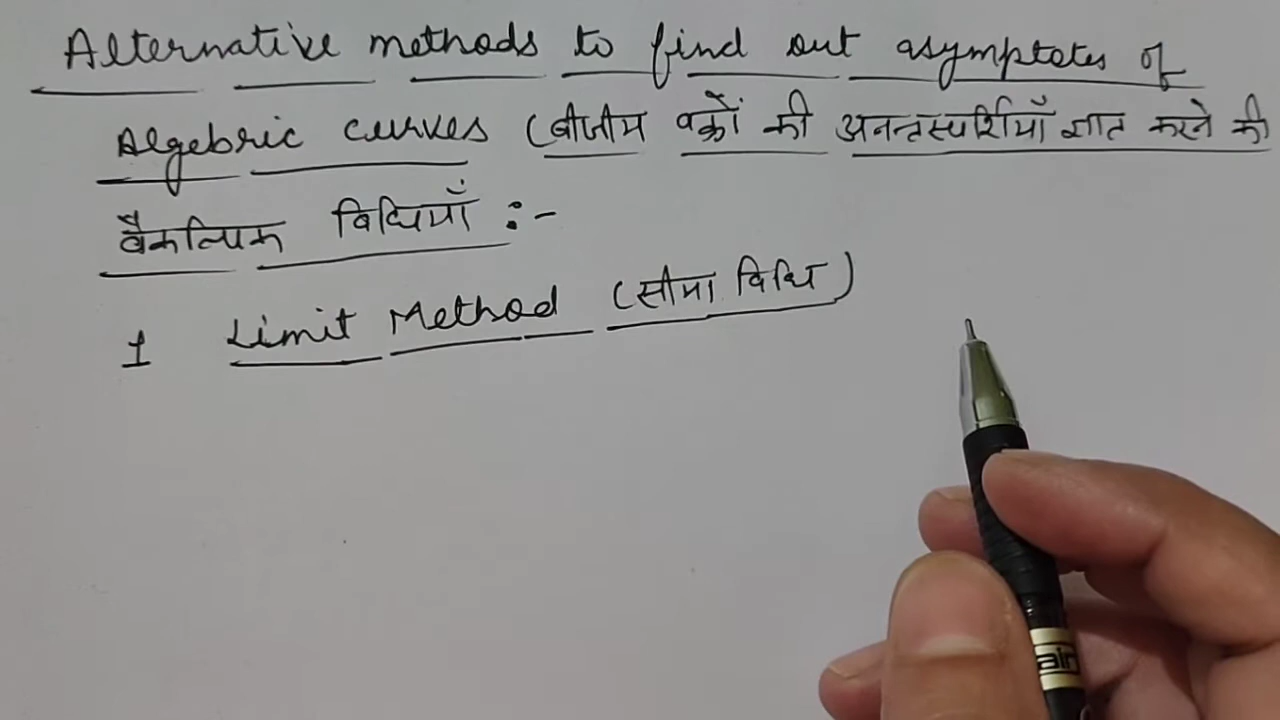 Alternative methods to find out asymptotes of
Algebric curves (बीजीय वक्रों की अनन्तस्पर्शियाँ ज्ञात करने की
वैकल्पिक विधियाँ :-
1 Limit Method (सीमा विधि)